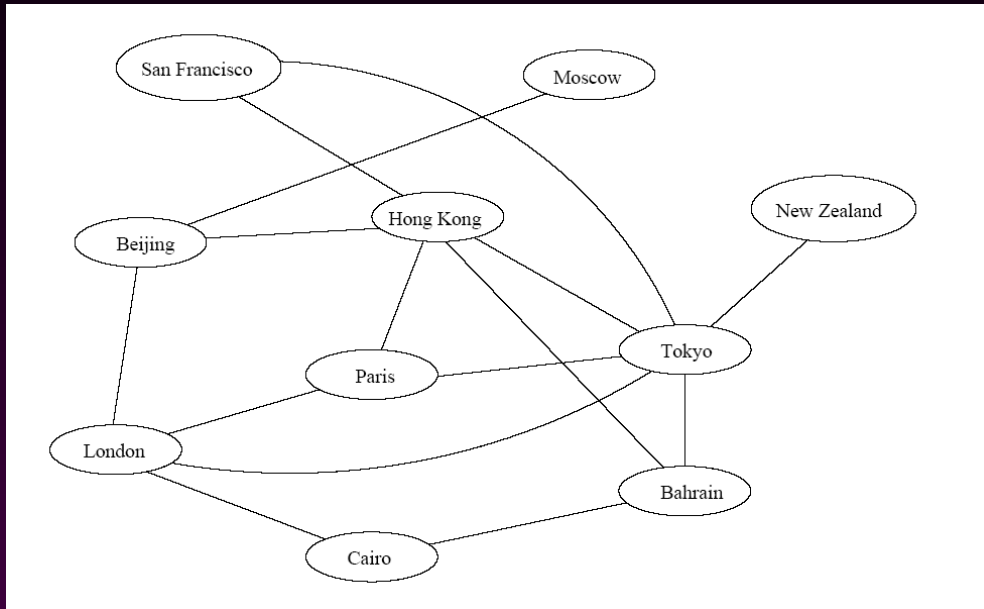 San Francisco
Moscow
New Zealand
Hong Kong
Beijing
Tokyo
Paris
London
Bahrain
Cairo